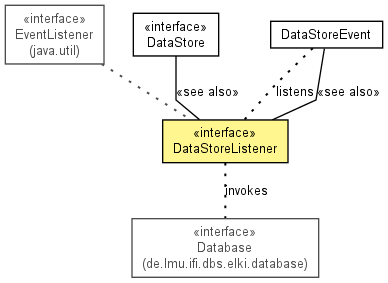 «interface»
EventListener
(java.util)
«interface»
DataStore
DataStoreEvent
«see also»
listens
«see also»
«interface»
DataStoreListener
invokes
«interface»
Database
(de.lmu.ifi.dbs.elki.database)